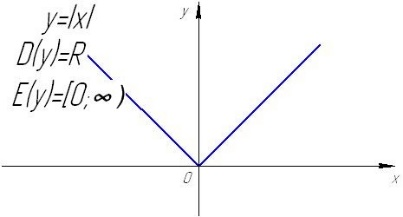 y=|x|
D(y)=R
E(y)=[0;∞)
y
0
x